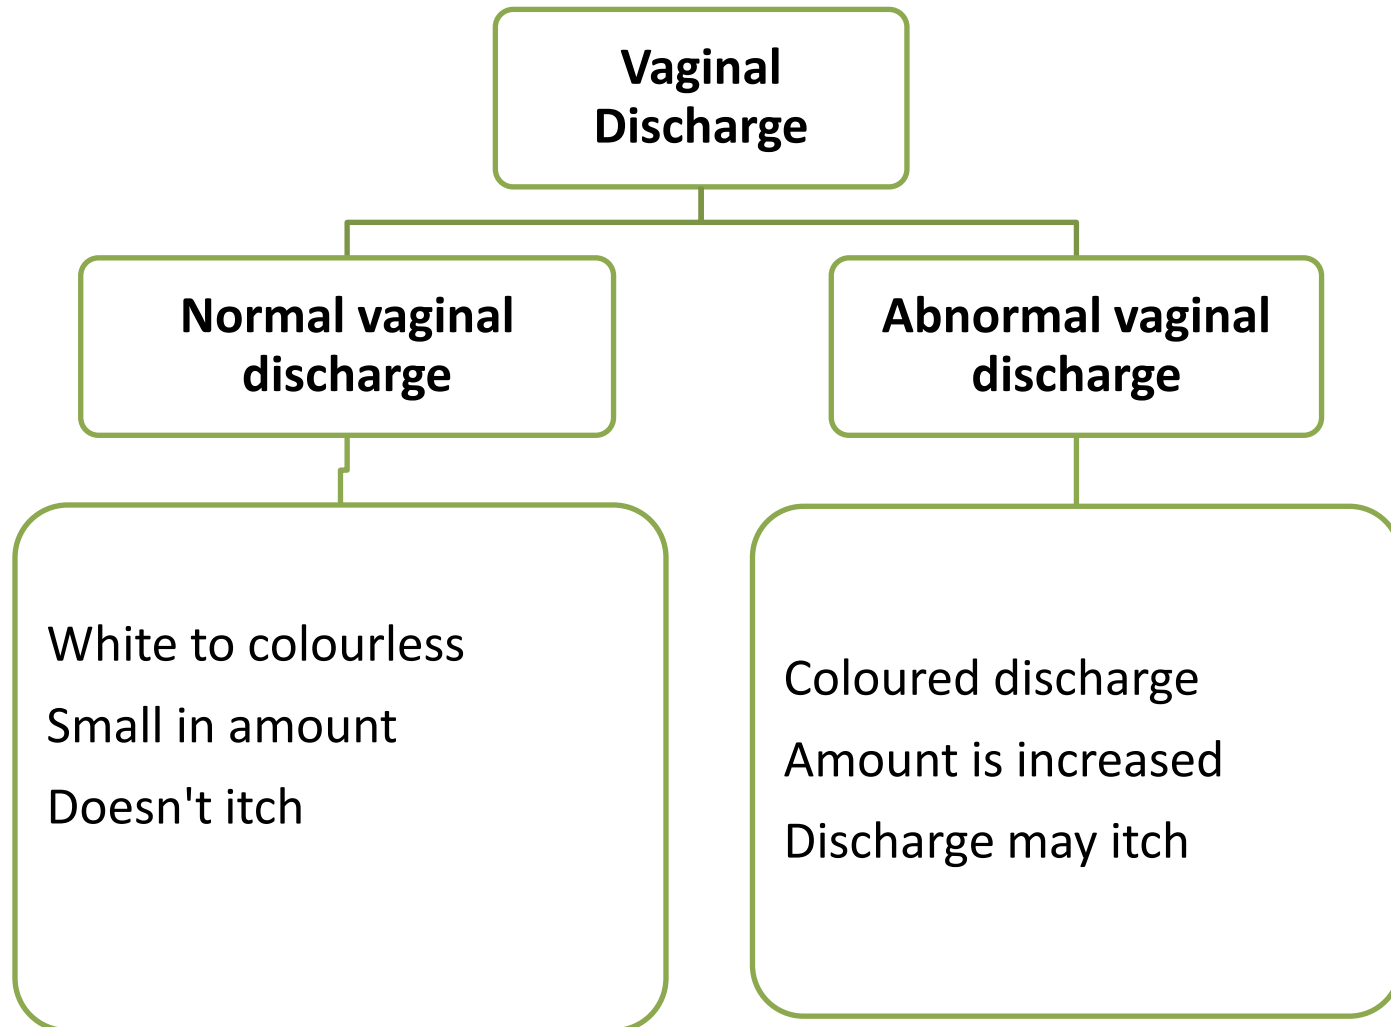 Vaginal
Discharge
Normal vaginal
discharge
Abnormal vaginal
discharge
White to colourless
Small in amount
Doesn't itch
Coloured discharge
Amount is increased
Discharge may itch